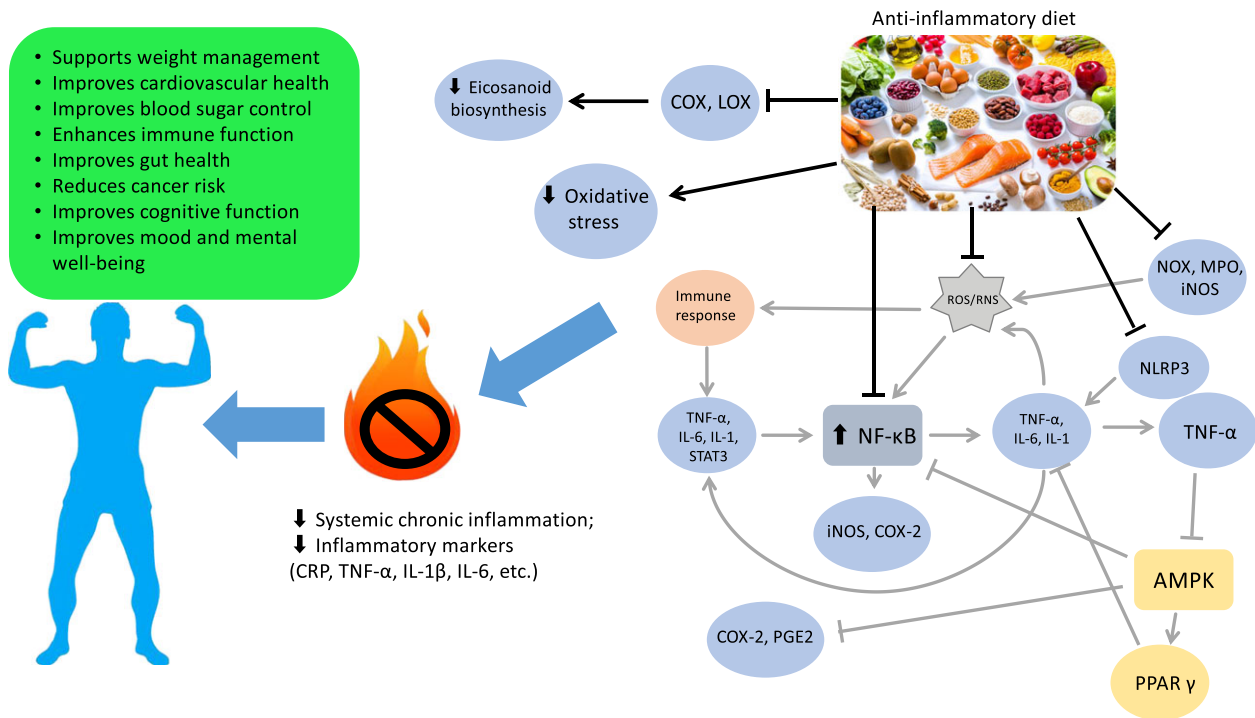 Anti-inflammatory diet
• Supports weight management
• Improves cardiovascular health
• Improves blood sugar control
• Enhances immune function
• Improves gut health
• Reduces cancer risk
• Improves cognitive function
• Improves mood and mental
well-being
⬇ Eicosanoid
biosynthesis
COX, LOX
⬇ Oxidative
stress
NOX, MPO,
iNOS
Immune
response
ROS/RNS
NLRP3
TNF-α,
IL-6, IL-1,
STAT3
⬆ NF-κB
TNF-α,
IL-6, IL-1
TNF-α
iNOS, COX-2
⬇ Systemic chronic inflammation;
⬇ Inflammatory markers
(CRP, TNF-α, IL-1β, IL-6, etc.)
AMPK
COX-2, PGE2
PPAR γ